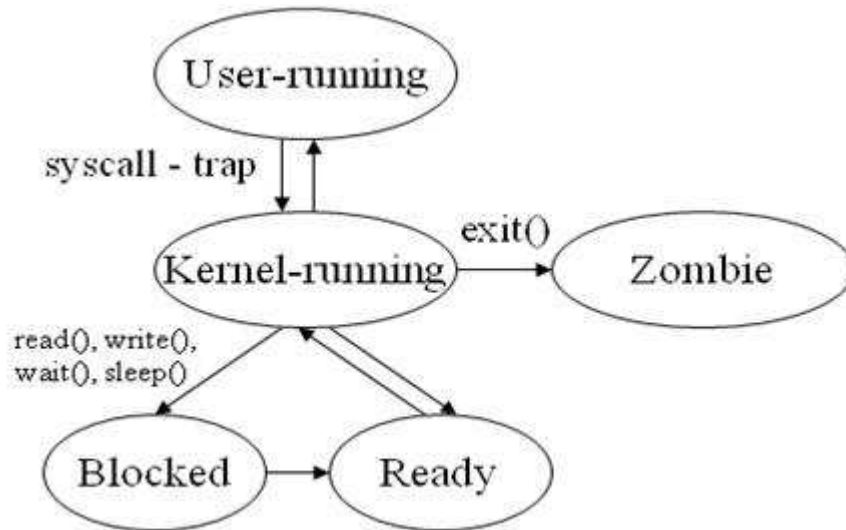 User-running
syscall - trap
exit()
Kernel-running
Zombie
read(), write(),
wait(), sleep()
Blocked
Ready